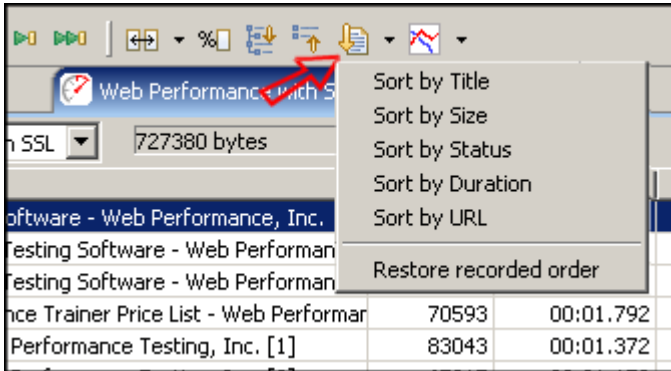 %
Web Performance with S
Sort by Title
n SSL
727380 bytes
Sort by Size
Sort by Status
Sort by Duration
oftware - Web Performance, Inc.
Sort by URL
Testing Software - Web Performan
Testing Software - Web Performan
Restore recorded order
nce Trainer Price List - Web Performar
70593
00:01.792
Performance Testing, Inc. [1]
83043
00:01.372